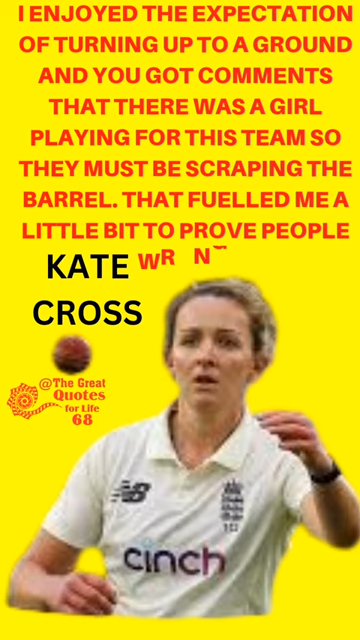 I ENJOYED THE EXPECTATION
OF TURNING UP TO A GROUND
AND YOU GOT COMMENTS
THAT THERE WAS A GIRL
PLAYING FOR THIS TEAM SO
THEY MUST BE SCRAPING THE
BARREL. THAT FUELLED ME A
LITTLE BIT TO PROVE PEOPLE
WR N
KATE
CROSS
@The Great
Quotes
for Life
68
NB
cinch